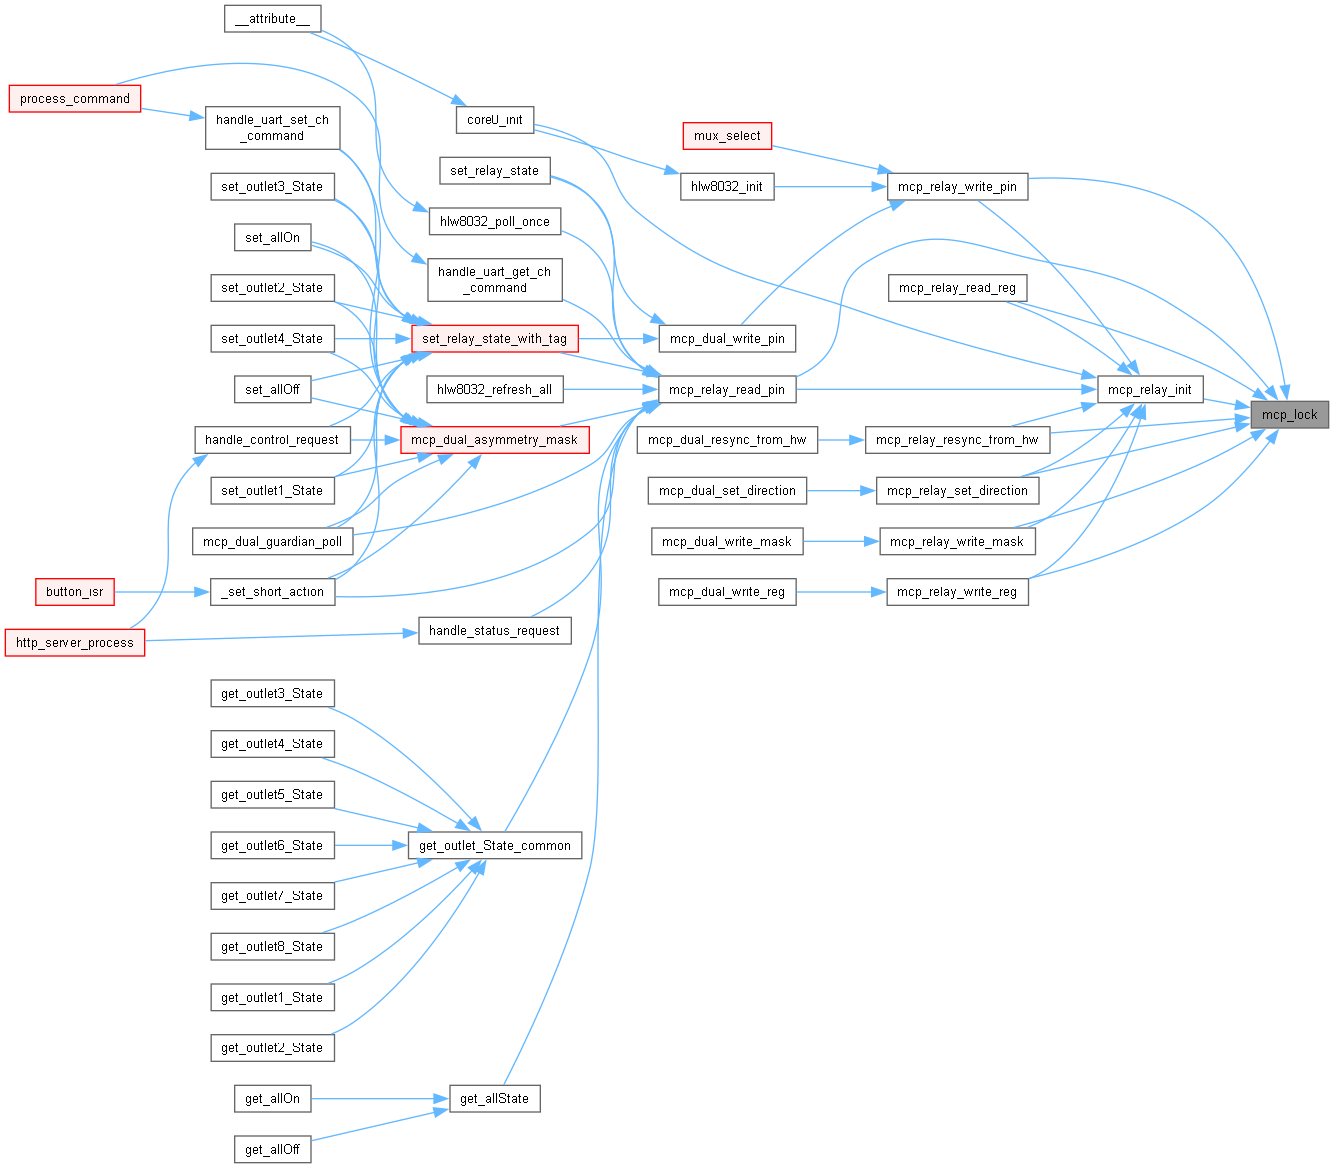 __attribute__
process_command
handle_uart_set_ch
_command
set_outlet3_State
set_allOn
set_outlet2_State
set_outlet4_State
set_allOff
handle_control_request
set_outlet1_State
mcp_dual_guardian_poll
button_isr
_set_short_action
http_server_process
get_outlet3_State
get_outlet4_State
get_outlet5_State
get_outlet6_State
get_outlet7_State
get_outlet8_State
get_outlet1_State
get_outlet2_State
get_allOn
get_allOff
coreU_init
set_relay_state
hlw8032_poll_once
handle_uart_get_ch
_command
set_relay_state_with_tag
hlw8032_refresh_all
mcp_dual_asymmetry_mask
handle_status_request
get_outlet_State_common
get_allState
mux_select
hlw8032_init
mcp_dual_write_pin
mcp_relay_read_pin
mcp_dual_resync_from_hw
mcp_dual_set_direction
mcp_dual_write_mask
mcp_dual_write_reg
mcp_relay_write_pin
mcp_relay_read_reg
mcp_relay_init
mcp_relay_resync_from_hw
mcp_relay_set_direction
mcp_relay_write_mask
mcp_relay_write_reg
mcp_lock